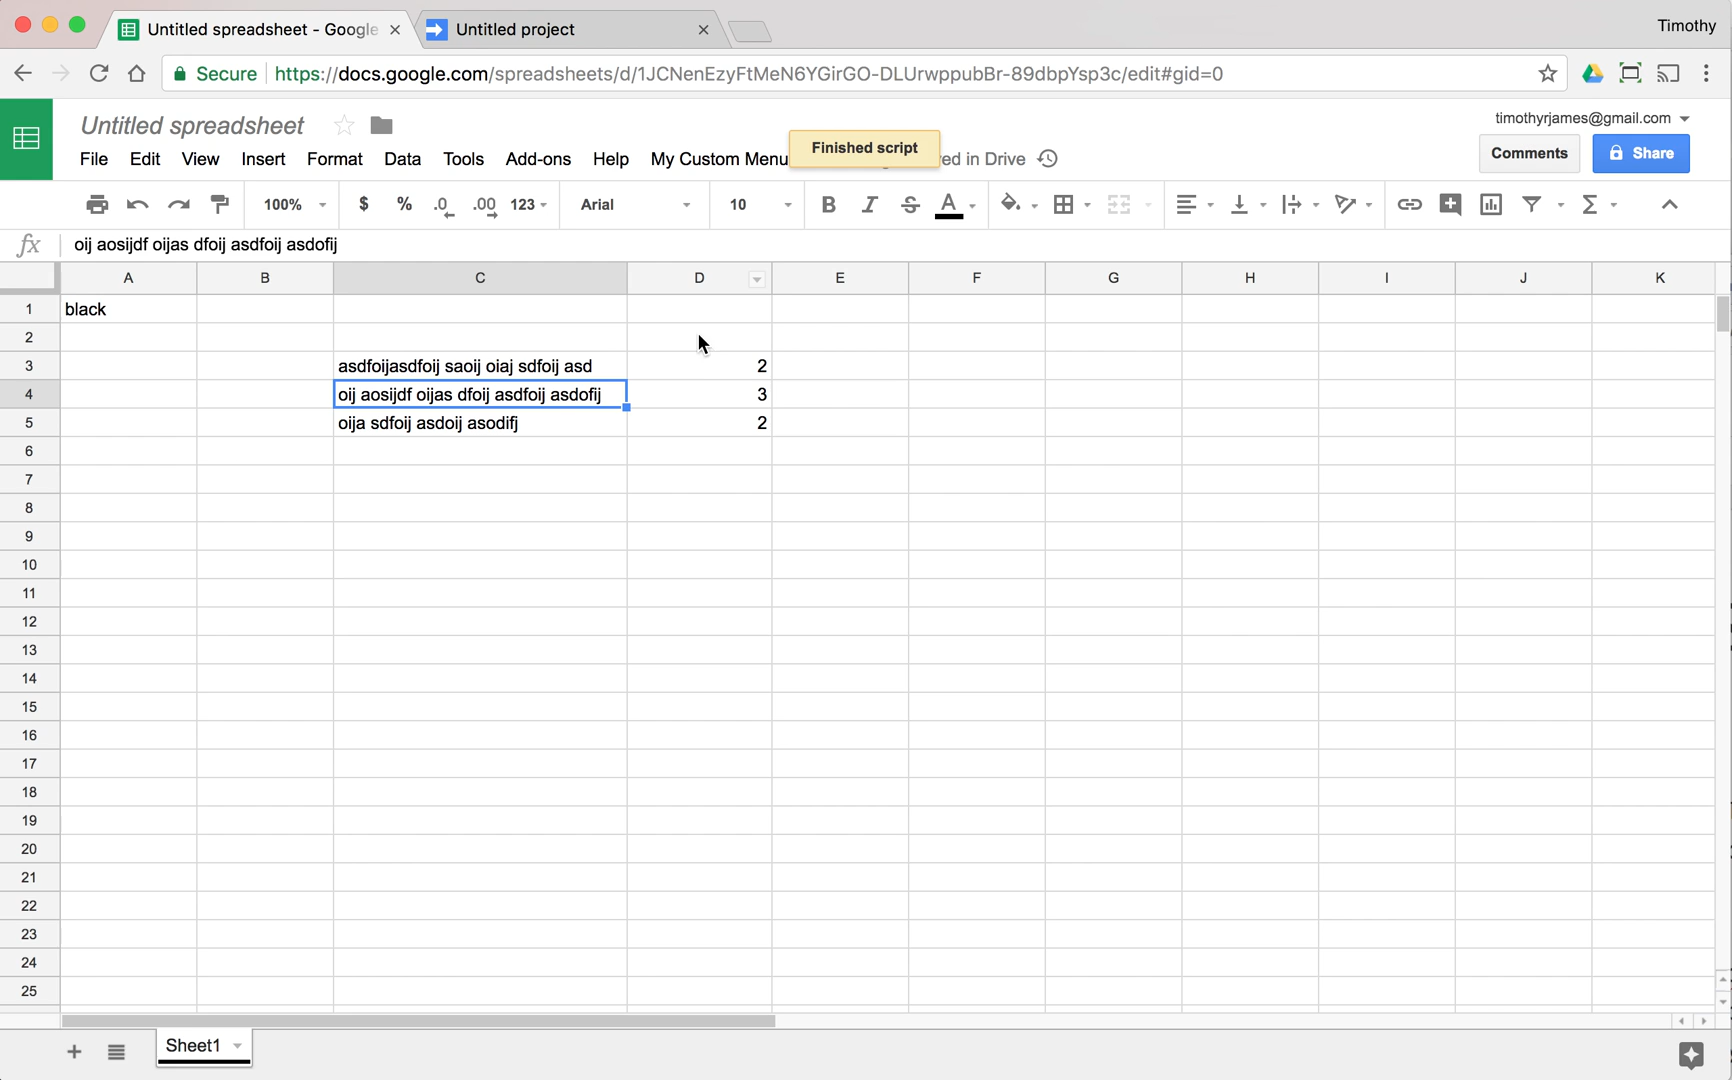 Untitled spreadsheet - Google
Untitled project
Timothy
Secure https://docs.google.com/spreadsheets/d/1JCNenEzyFtMeN6YGirGO-DLUrwppubBr-89dbpYsp3c/edit#gid=0
Untitled spreadsheet
timothyrjames@gmail.com
File Edit View Insert Format Data Tools Add-ons Help My Custom Menu Finished script ed in Drive
Comments Share
100% $ % .0 .00 123 Arial 10 B I S A Σ
fx oij aosijdf oijas dfoij asdfoij asdofij
A B C D E F G H I J K
1 black
2
3 asdfoijasdfoij saoij oiaj sdfoij asd 2
4 oij aosijdf oijas dfoij asdfoij asdofij 3
5 oija sdfoij asdoij asodifj 2
6
7
8
9
10
11
12
13
14
15
16
17
18
19
20
21
22
23
24
25
Sheet1